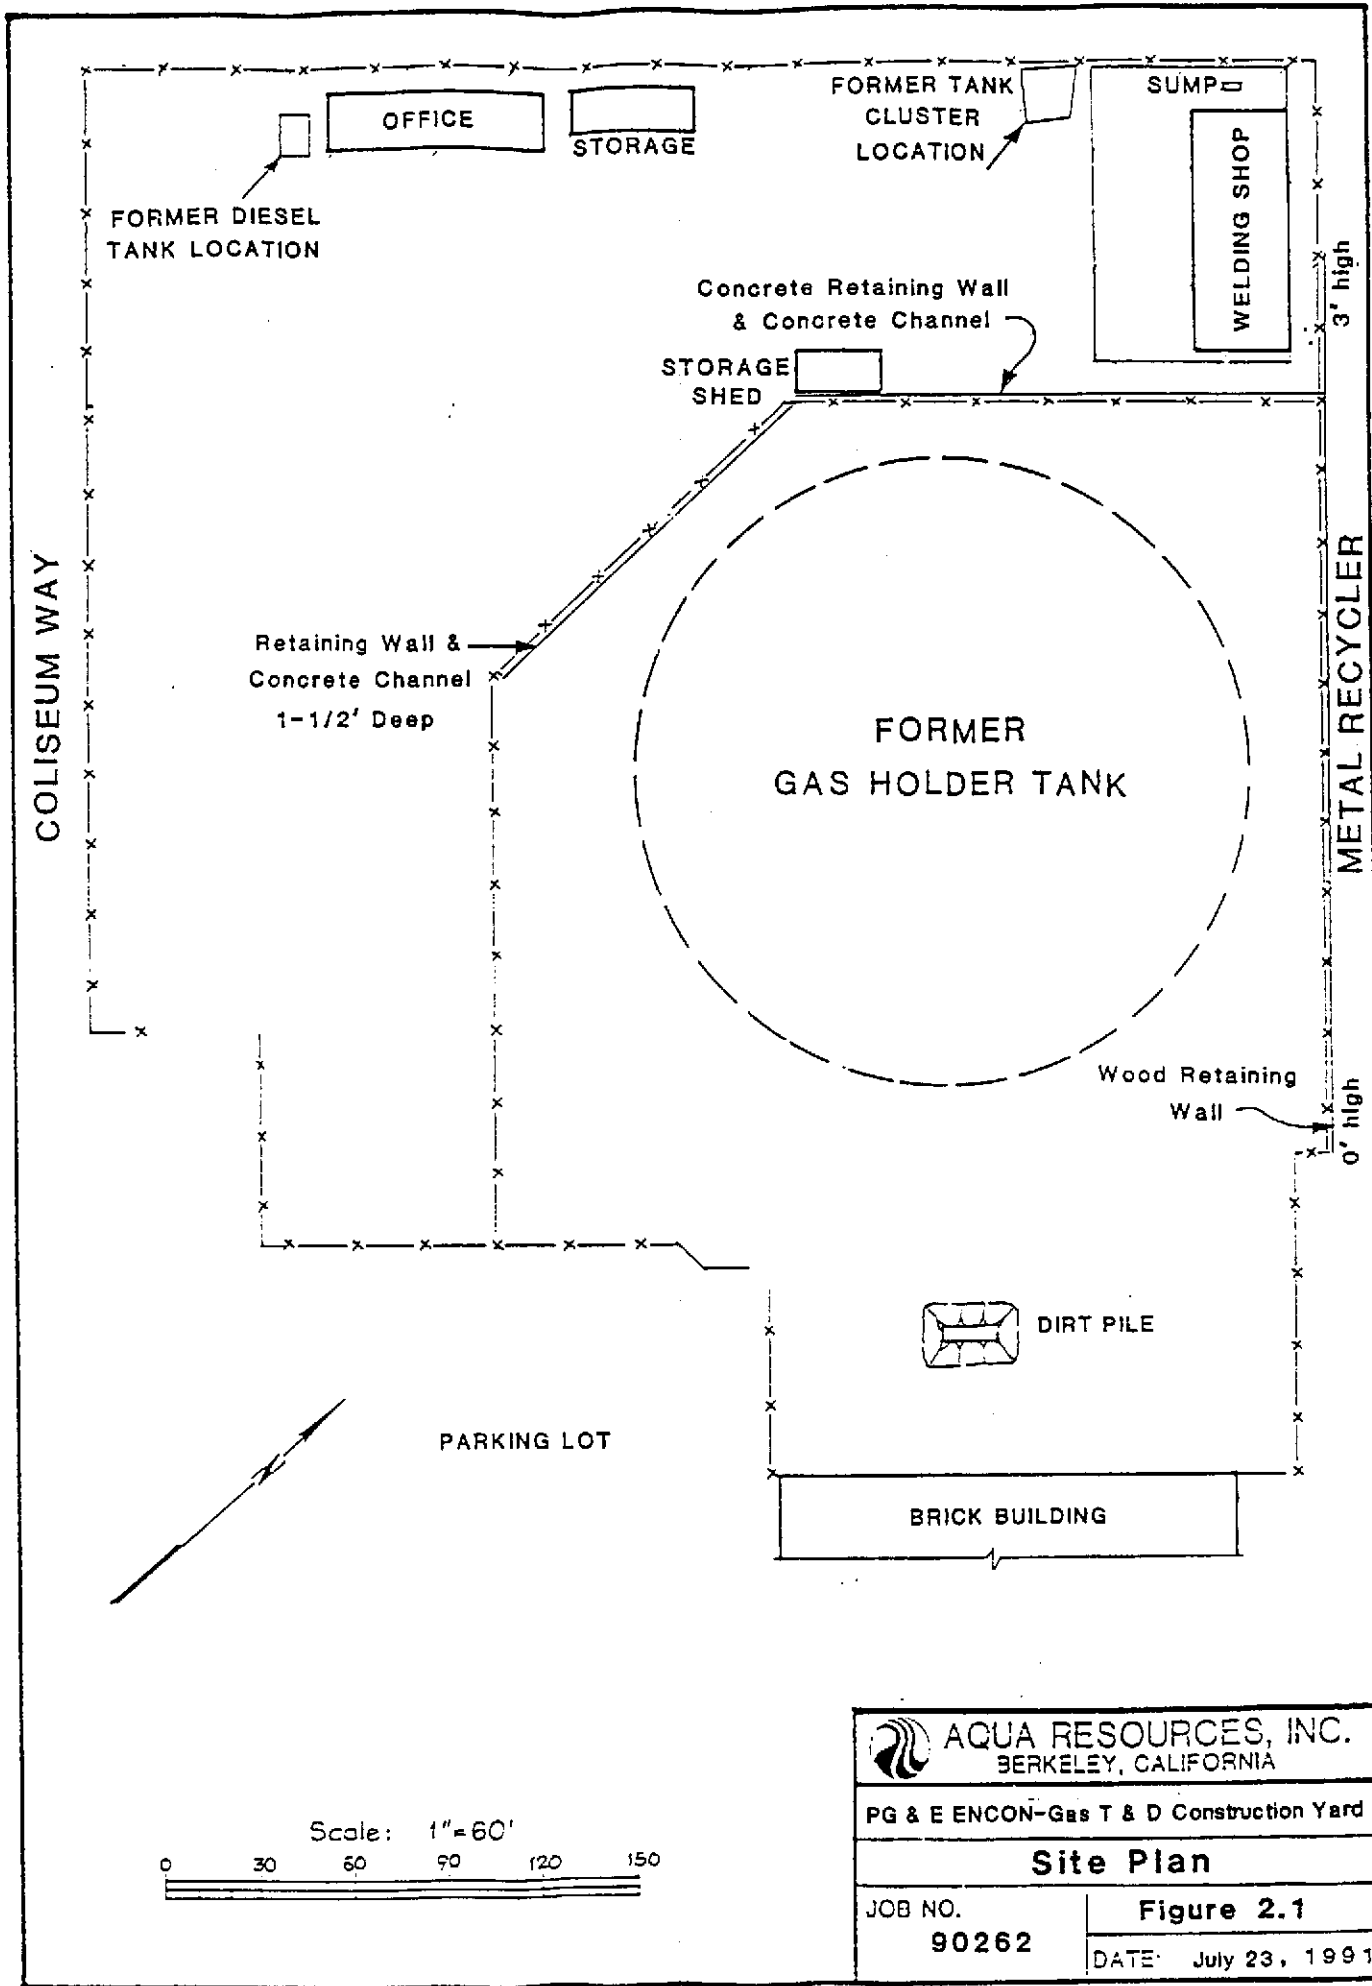 FORMER TANK
CLUSTER
LOCATION
SUMP
OFFICE
STORAGE
WELDING SHOP
FORMER DIESEL
TANK LOCATION
3' high
Concrete Retaining Wall
& Concrete Channel
STORAGE
SHED
COLISEUM WAY
METAL RECYCLER
Retaining Wall &
Concrete Channel
1-1/2' Deep
FORMER
GAS HOLDER TANK
Wood Retaining
Wall
0' high
DIRT PILE
PARKING LOT
BRICK BUILDING
AQUA RESOURCES, INC.
BERKELEY, CALIFORNIA
PG & E ENCON-Gas T & D Construction Yard
Site Plan
JOB NO.
90262
Figure 2.1
DATE: July 23, 1991
Scale: 1"=60'
0 30 60 90 120 150